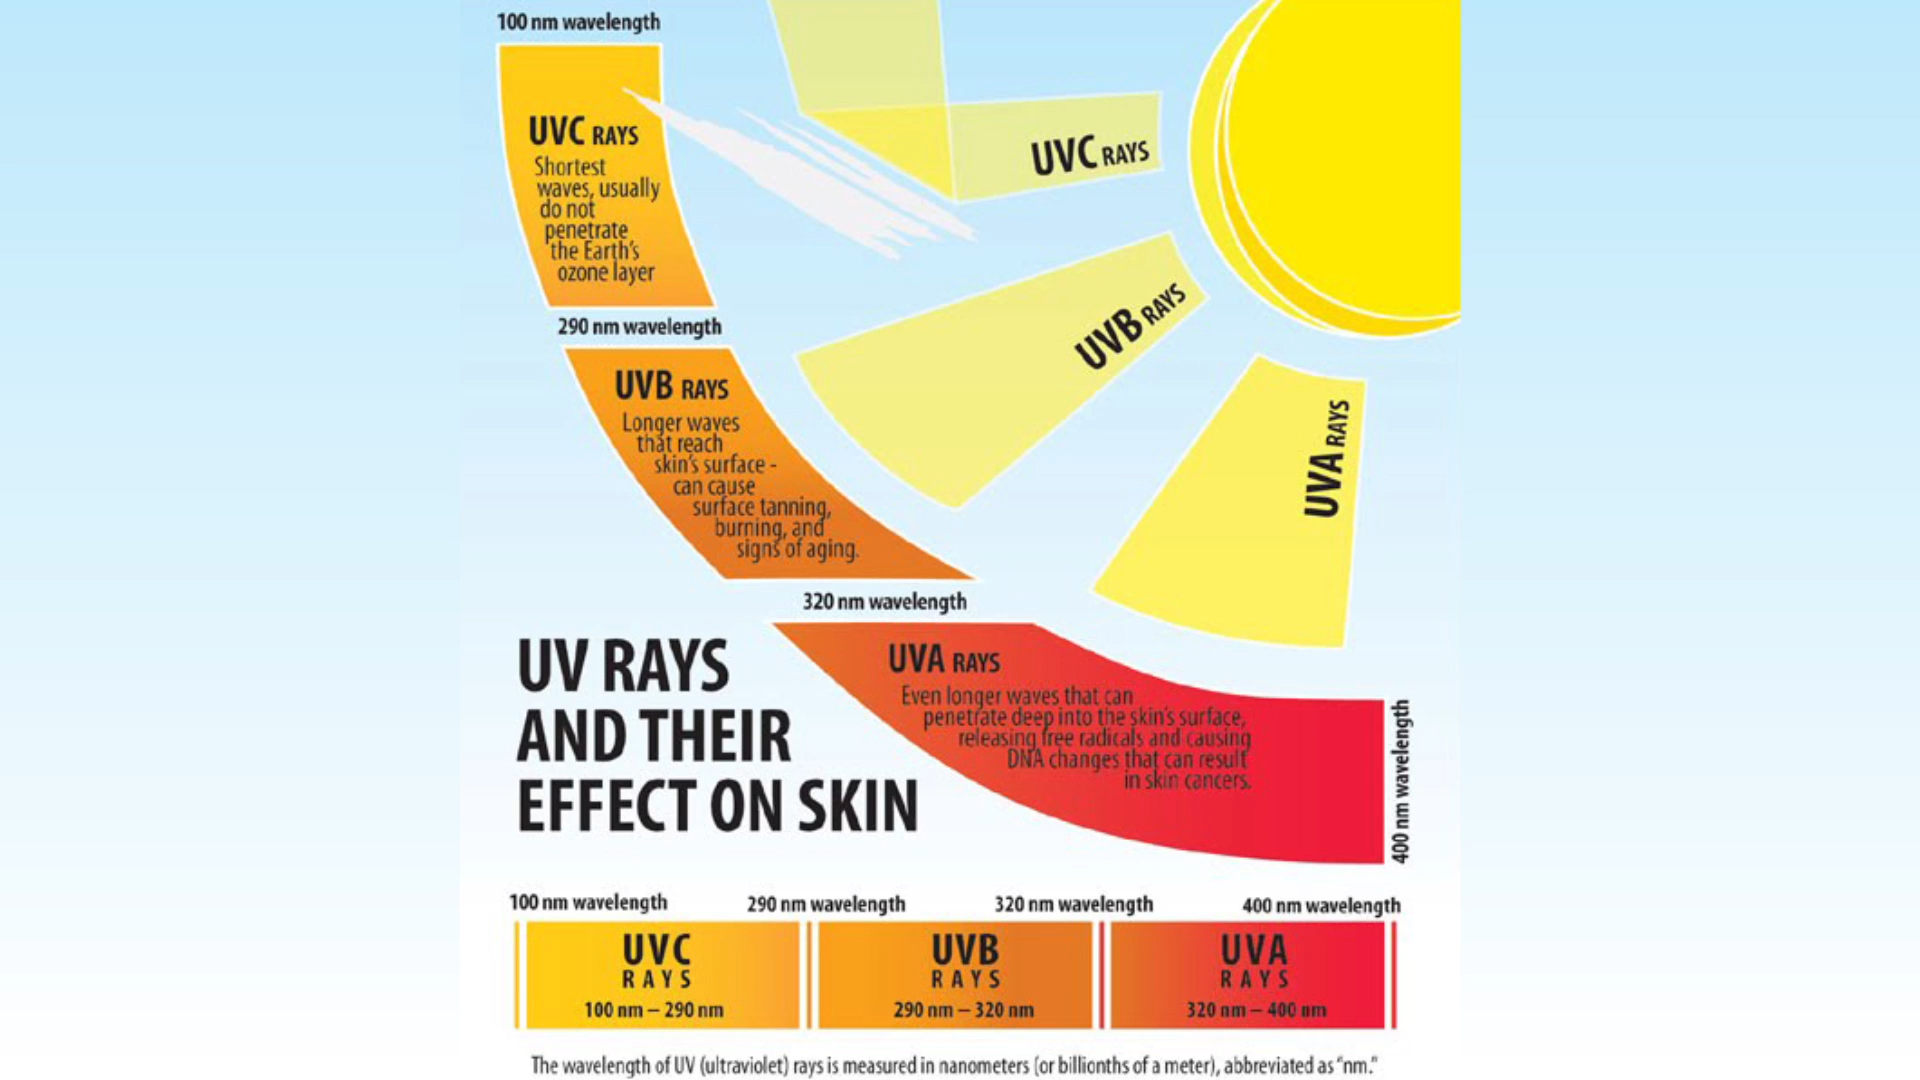 100 nm wavelength
UVC RAYS
Shortest
waves, usually
do not
penetrate
the Earth's
ozone layer
UVC RAYS
290 nm wavelength
UVB RAYS
UVB RAYS
Longer waves
that reach
skin's surface -
can cause
surface tanning,
burning, and
signs of aging.
UVA RAYS
320 nm wavelength
UVA RAYS
Even longer waves that can
penetrate deep into the skin's surface,
releasing free radicals and causing
DNA changes that can result
in skin cancers.
400 nm wavelength
UV RAYS
AND THEIR
EFFECT ON SKIN
100 nm wavelength 290 nm wavelength 320 nm wavelength 400 nm wavelength
UVC UVB UVA
RAYS RAYS RAYS
100 nm – 290 nm 290 nm – 320 nm 320 nm – 400 nm
The wavelength of UV (ultraviolet) rays is measured in nanometers (or billionths of a meter), abbreviated as "nm."